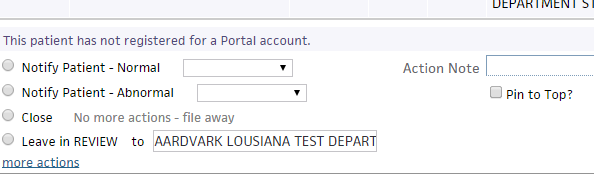 DEPARTMENT ST
This patient has not registered for a Portal account.
Notify Patient - Normal
Action Note
Notify Patient - Abnormal
Pin to Top?
Close No more actions - file away
Leave in REVIEW to AARDVARK LOUSIANA TEST DEPART
more actions